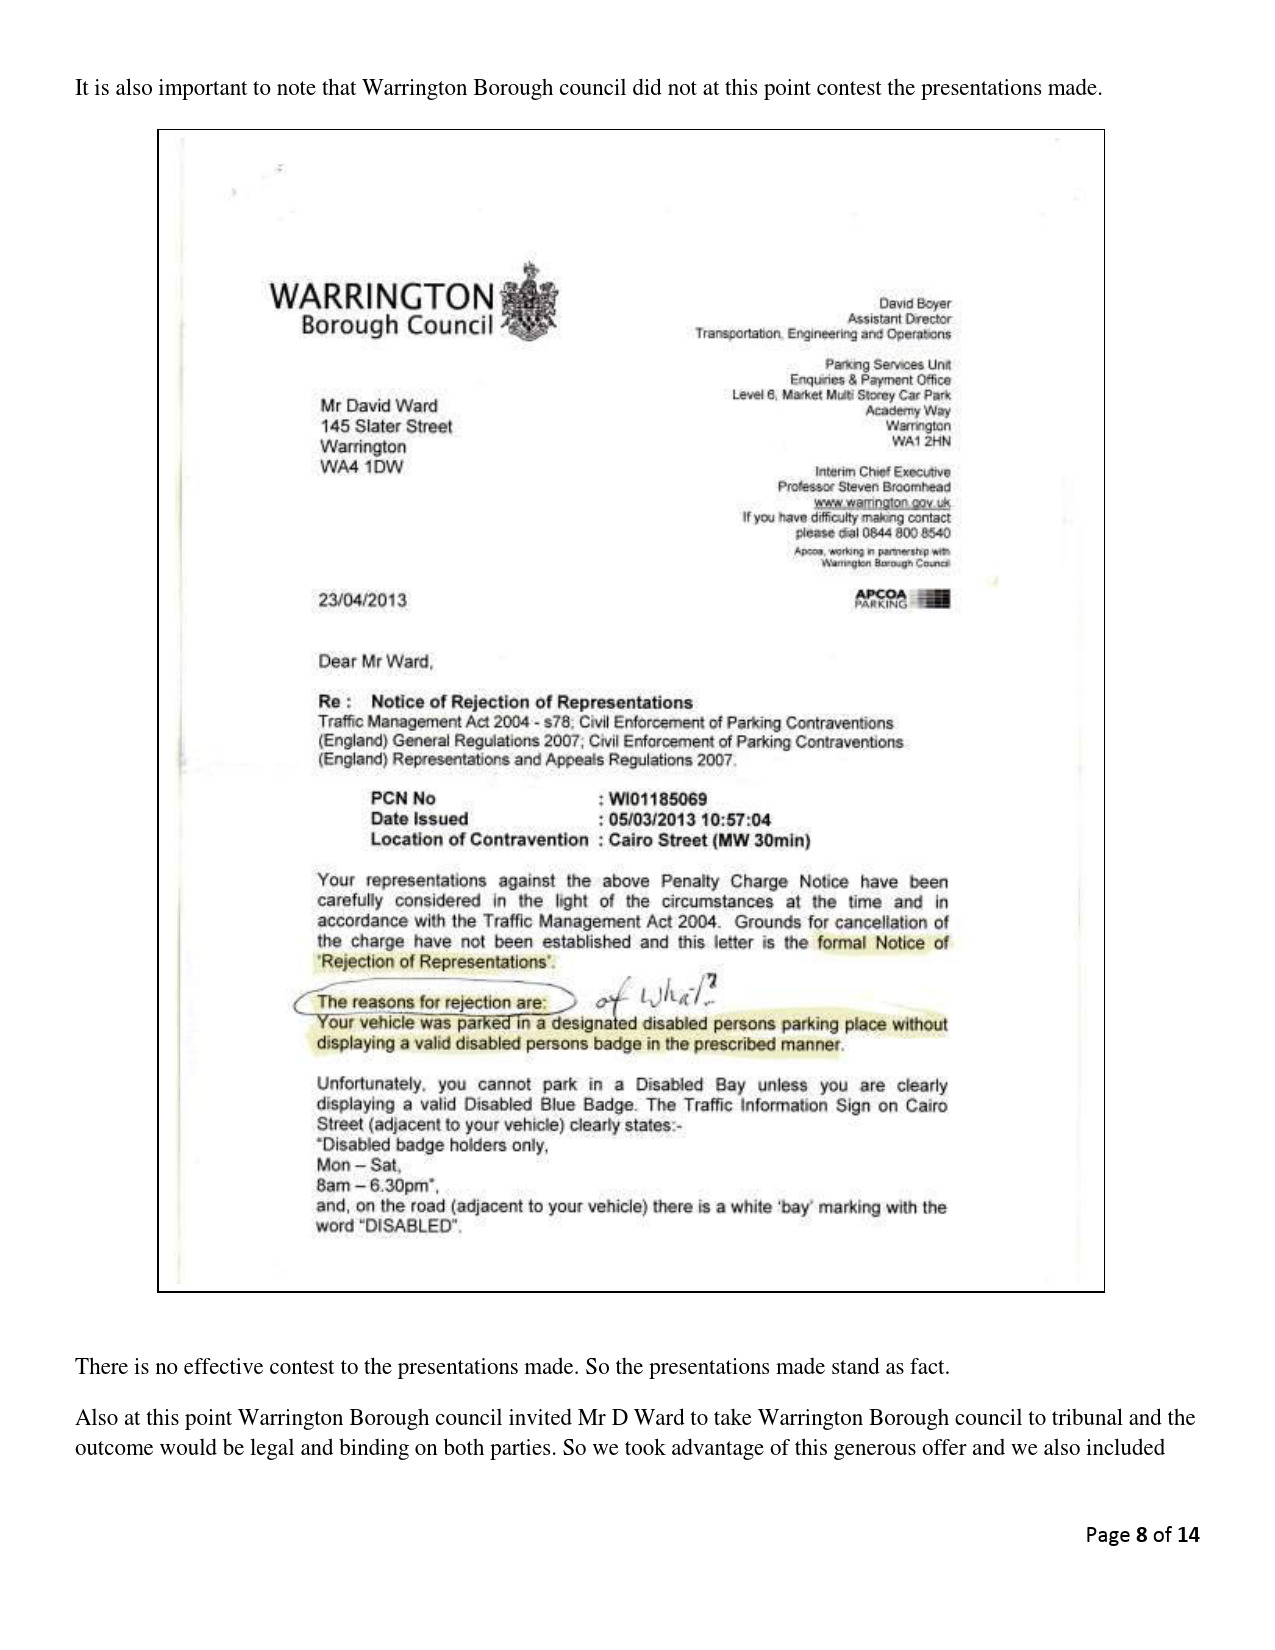 It is also important to note that Warrington Borough council did not at this point contest the presentations made.
WARRINGTON
Borough Council
David Boyer
Assistant Director
Transportation, Engineering and Operations
Parking Services Unit
Enquiries & Payment Office
Level 6, Market Multi Storey Car Park
Academy Way
Warrington
WA1 2HN
Mr David Ward
145 Slater Street
Warrington
WA4 1DW
Interim Chief Executive
Professor Steven Broomhead
www.warrington.gov.uk
If you have difficulty making contact
please dial 0844 800 8540
Apcoa, working in partnership with
Warrington Borough Council
23/04/2013
APCOA
PARKING
Dear Mr Ward,
Re : Notice of Rejection of Representations
Traffic Management Act 2004 - s78; Civil Enforcement of Parking Contraventions
(England) General Regulations 2007; Civil Enforcement of Parking Contraventions
(England) Representations and Appeals Regulations 2007.
PCN No : WI01185069
Date Issued : 05/03/2013 10:57:04
Location of Contravention : Cairo Street (MW 30min)
Your representations against the above Penalty Charge Notice have been
carefully considered in the light of the circumstances at the time and in
accordance with the Traffic Management Act 2004. Grounds for cancellation of
the charge have not been established and this letter is the formal Notice of
'Rejection of Representations'.
The reasons for rejection are: of What?
Your vehicle was parked in a designated disabled persons parking place without
displaying a valid disabled persons badge in the prescribed manner.
Unfortunately, you cannot park in a Disabled Bay unless you are clearly
displaying a valid Disabled Blue Badge. The Traffic Information Sign on Cairo
Street (adjacent to your vehicle) clearly states:-
"Disabled badge holders only,
Mon – Sat,
8am – 6.30pm",
and, on the road (adjacent to your vehicle) there is a white 'bay' marking with the
word "DISABLED".
There is no effective contest to the presentations made. So the presentations made stand as fact.
Also at this point Warrington Borough council invited Mr D Ward to take Warrington Borough council to tribunal and the
outcome would be legal and binding on both parties. So we took advantage of this generous offer and we also included
Page 8 of 14